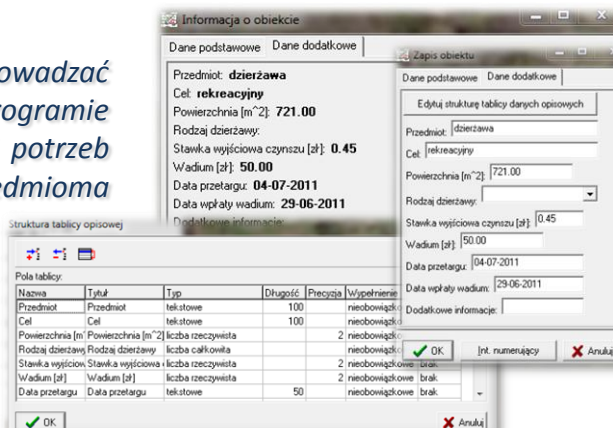 owadzać
rogramie
potrzeb
edmioma
Informacja o obiekcie
Dane podstawowe Dane dodatkowe
Przedmiot: dzierżawa
Cel: rekreacyjny
Powierzchnia [m^2]: 721.00
Rodzaj dzierżawy:
Stawka wyjściowa czynszu [zł]: 0.45
Wadium [zł]: 50.00
Data przetargu: 04-07-2011
Data wpłaty wadium: 29-06-2011
Dodatkowe informacje:
Zapis obiektu
Dane podstawowe Dane dodatkowe
Edytuj strukturę tablicy danych opisowych
Przedmiot: dzierżawa
Cel: rekreacyjny
Powierzchnia [m^2]: 721.00
Rodzaj dzierżawy:
Stawka wyjściowa czynszu [zł]: 0.45
Wadium [zł]: 50.00
Data przetargu: 04-07-2011
Data wpłaty wadium: 29-06-2011
Dodatkowe informacje:
OK Int. numerujący Anuluj
Struktura tablicy opisowej
Pola tablicy:
Nazwa Tytuł Typ Długość Precyzja Wypełnienie
Przedmiot Przedmiot tekstowe 100 nieobowiązko
Cel Cel tekstowe 100 nieobowiązko
Powierzchnia [m^ Powierzchnia [m^2] liczba rzeczywista 2 nieobowiązko
Rodzaj dzierżawy Rodzaj dzierżawy liczba całkowita nieobowiązko
Stawka wyjściow Stawka wyjściowa liczba rzeczywista 2 nieobowiązkowe brak
Wadium [zł] Wadium [zł] liczba rzeczywista 2 nieobowiązkowe brak
Data przetargu Data przetargu tekstowe 50 nieobowiązkowe brak
OK Anuluj